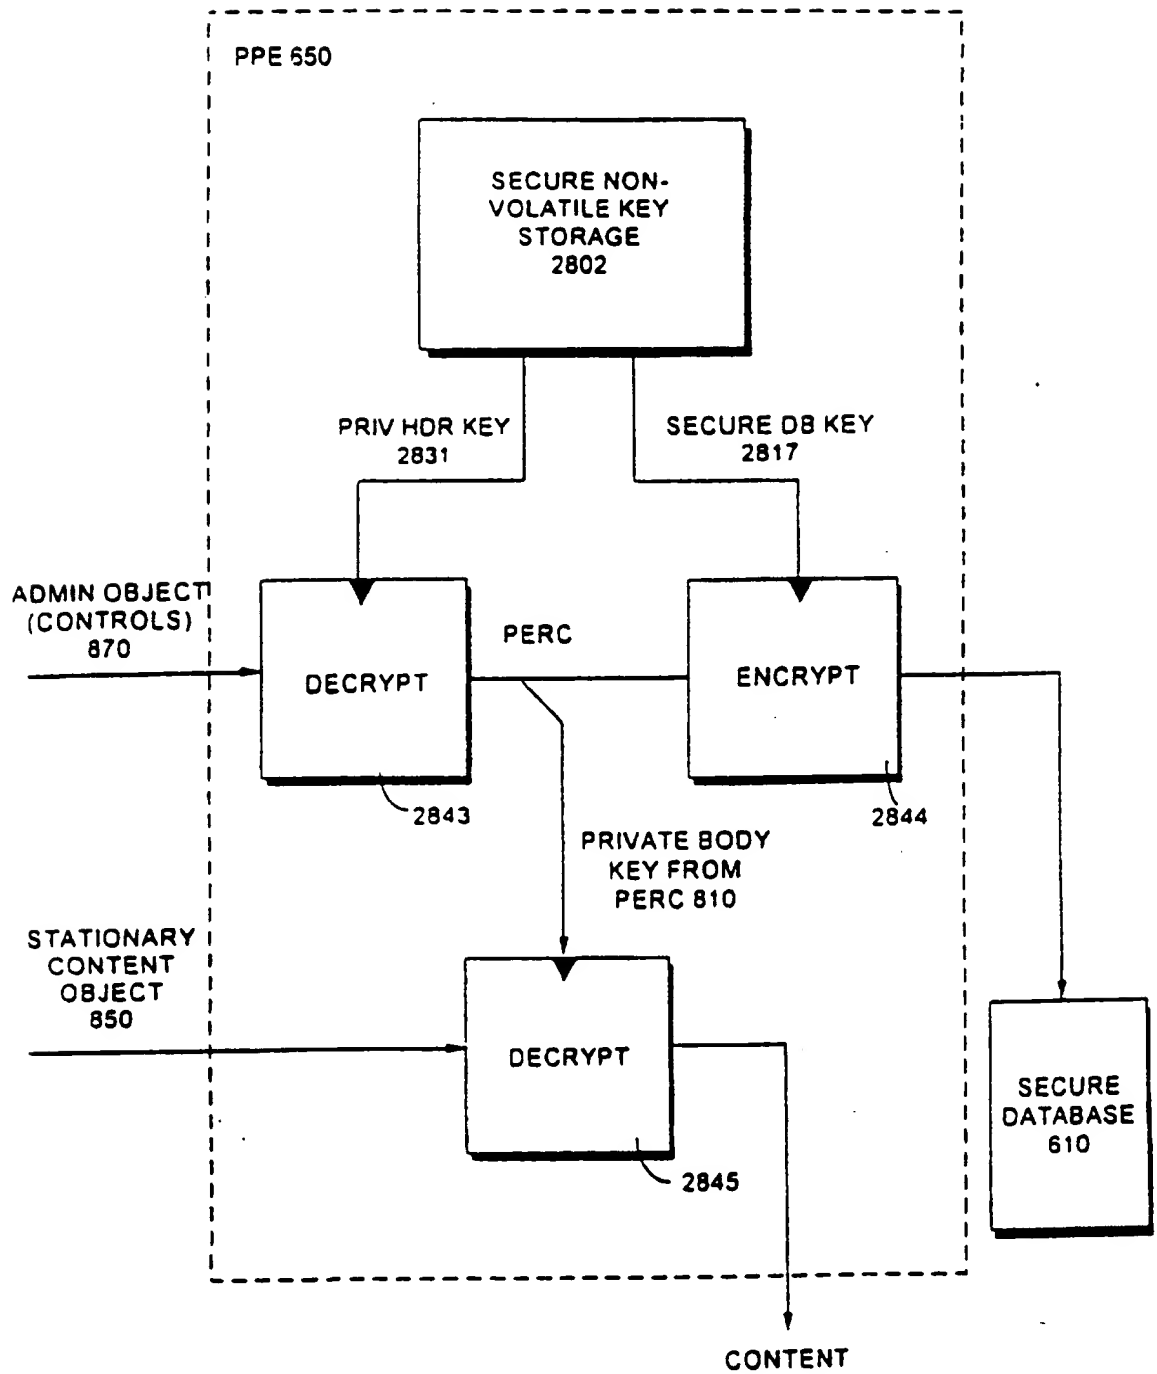 PPE 650
SECURE NON-
VOLATILE KEY
STORAGE
2802
PRIV HDR KEY
2831
SECURE DB KEY
2817
ADMIN OBJECT
(CONTROLS)
870
DECRYPT
PERC
ENCRYPT
2843
2844
PRIVATE BODY
KEY FROM
PERC 810
STATIONARY
CONTENT
OBJECT
850
DECRYPT
2845
SECURE
DATABASE
610
CONTENT